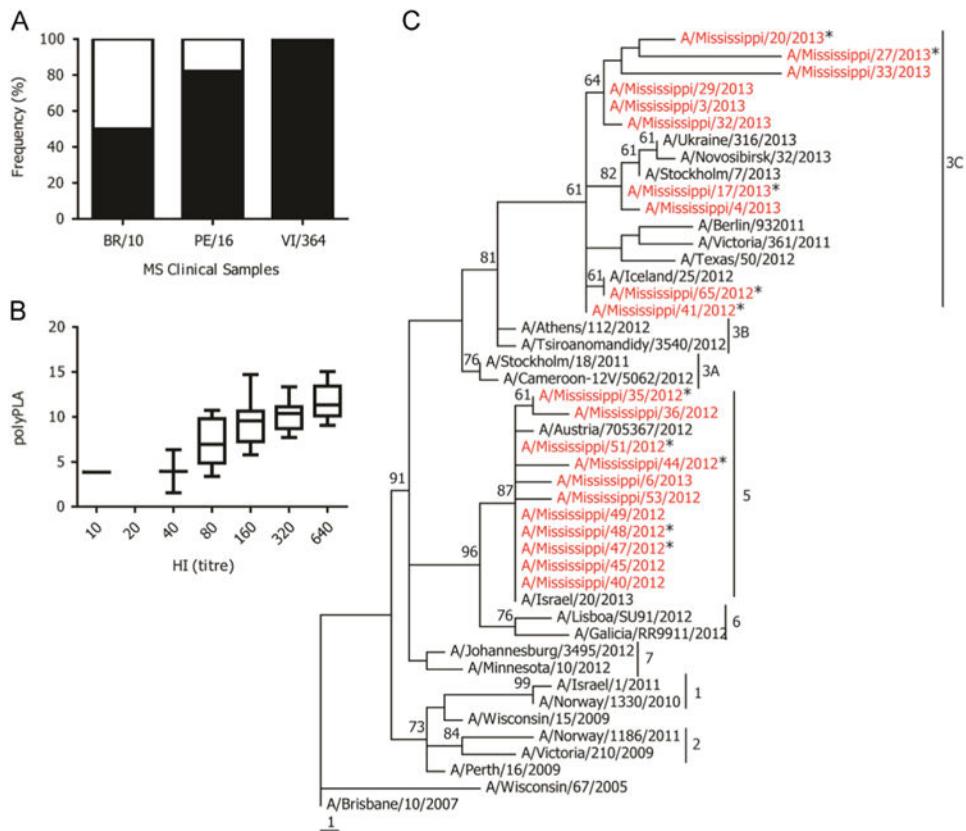 A
100
80
60
40
20
0
Frequency (%)
BR/10 PE/16 VI/364
MS Clinical Samples
B
20
15
10
5
0
polyPLA
10 20 40 80 160 320 640
HI (titre)
C
A/Mississippi/20/2013*
A/Mississippi/27/2013*
64
A/Mississippi/33/2013
A/Mississippi/29/2013
A/Mississippi/3/2013
A/Mississippi/32/2013
61
A/Ukraine/316/2013
61
A/Novosibirsk/32/2013
3C
82
A/Stockholm/7/2013
61
A/Mississippi/17/2013*
A/Mississippi/4/2013
A/Berlin/932011
A/Victoria/361/2011
81
A/Texas/50/2012
61
A/Iceland/25/2012
A/Mississippi/65/2012*
A/Mississippi/41/2012*
A/Athens/112/2012
3B
A/Tsiroanomandidy/3540/2012
76
A/Stockholm/18/2011
3A
A/Cameroon-12V/5062/2012
61
A/Mississippi/35/2012*
A/Mississippi/36/2012
A/Austria/705367/2012
A/Mississippi/51/2012*
A/Mississippi/44/2012*
91
A/Mississippi/6/2013
87
5
A/Mississippi/53/2012
A/Mississippi/49/2012
A/Mississippi/48/2012*
A/Mississippi/47/2012*
96
A/Mississippi/45/2012
A/Mississippi/40/2012
A/Israel/20/2013
76
A/Lisboa/SU91/2012
6
A/Galicia/RR9911/2012
A/Johannesburg/3495/2012
7
A/Minnesota/10/2012
99
A/Israel/1/2011
1
A/Norway/1330/2010
A/Wisconsin/15/2009
73
84
A/Norway/1186/2011
2
A/Victoria/210/2009
A/Perth/16/2009
A/Wisconsin/67/2005
A/Brisbane/10/2007
1